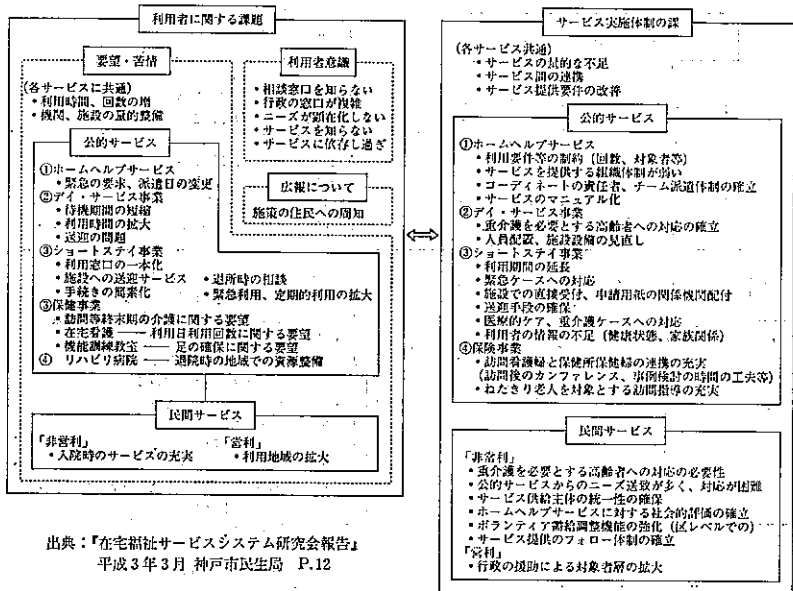 利用者に関する課題
要望・苦情
(各サービスに共通)
・利用時間、回数の増
・機関、施設の量的整備
公的サービス
①ホームヘルプサービス
・緊急の要求、派遣日の変更
②デイ・サービス事業
・待機期間の短縮
・利用時間の拡大
・送迎の問題
③ショートステイ事業
・利用窓口の一本化
・施設への送迎サービス ・退所時の相談
・手続きの簡素化 ・緊急利用、定期的利用の拡大
③保健事業
・訪問等終末期の介護に関する要望
・在宅看護 —— 利用日利用回数に関する要望
・機能訓練教室 —— 足の確保に関する要望
④ リハビリ病院 —— 退院時の地域での資源整備
民間サービス
「非営利」 「営利」
・入院時のサービスの充実 ・利用地域の拡大
利用者意識
・相談窓口を知らない
・行政の窓口が複雑
・ニーズが顕在化しない
・サービスを知らない
・サービスに依存し過ぎ
広報について
施策の住民への周知
⇔
サービス実施体制の課
(各サービス共通)
・サービスの量的な不足
・サービス間の連携
・サービス提供要件の改善
公的サービス
①ホームヘルプサービス
・利用要件等の制約(回数、対象者等)
・サービスを提供する組織体制が弱い
・コーディネートの責任者、チーム派遣体制の確立
・サービスのマニュアル化
②デイ・サービス事業
・重介護を必要とする高齢者への対応の確立
・人員配置、施設設備の見直し
③ショートステイ事業
・利用期間の延長
・緊急ケースへの対応
・施設での直接受付、申請用紙の関係機関配付
・送迎手段の確保
・医療的ケア、重介護ケースへの対応
・利用者の情報の不足(健康状態、家族関係)
④保険事業
・訪問看護婦と保健所保健婦の連携の充実
(訪問後のカンファレンス、事例検討の時間の工夫等)
・ねたきり老人を対象とする訪問指導の充実
民間サービス
「非営利」
・重介護を必要とする高齢者への対応の必要性
・公的サービスからのニーズ送致が多く、対応が困難
・サービス供給主体の統一性の確保
・ホームヘルプサービスに対する社会的評価の確立
・ボランティア需給調整機能の強化(区レベルでの)
・サービス提供のフォロー体制の確立
「営利」
・行政の援助による対象者層の拡大
出典:『在宅福祉サービスシステム研究会報告』
平成3年3月 神戸市民生局 P.12